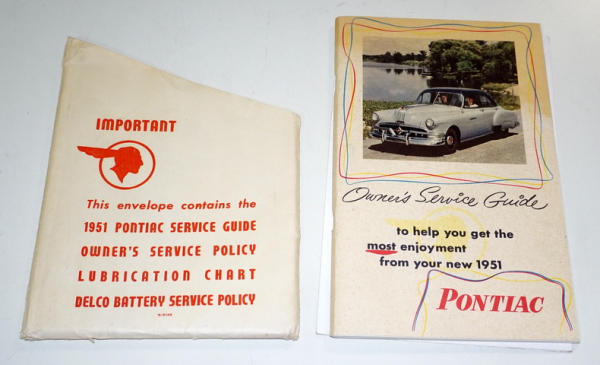 IMPORTANT
This envelope contains the
1951 PONTIAC SERVICE GUIDE
OWNER'S SERVICE POLICY
LUBRICATION CHART
DELCO BATTERY SERVICE POLICY
Owner's Service Guide
to help you get the
most enjoyment
from your new 1951
PONTIAC